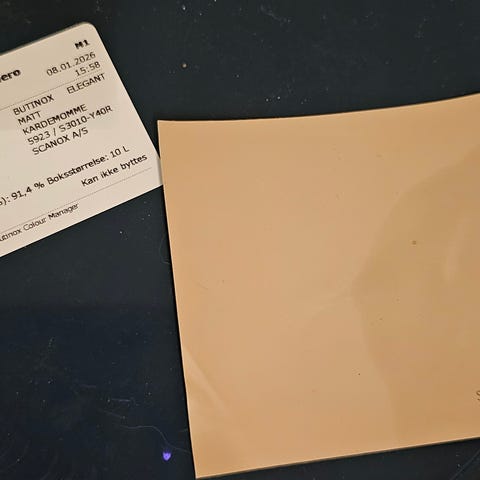 M1
08.01.2026
15:58
BUTINOX ELEGANT
MATT
KARDEMOMME
5923 / S3010-Y40R
SCANOX A/S
91,4 % Boksstørrelse: 10 L
Kan ikke byttes
Colour Manager
S